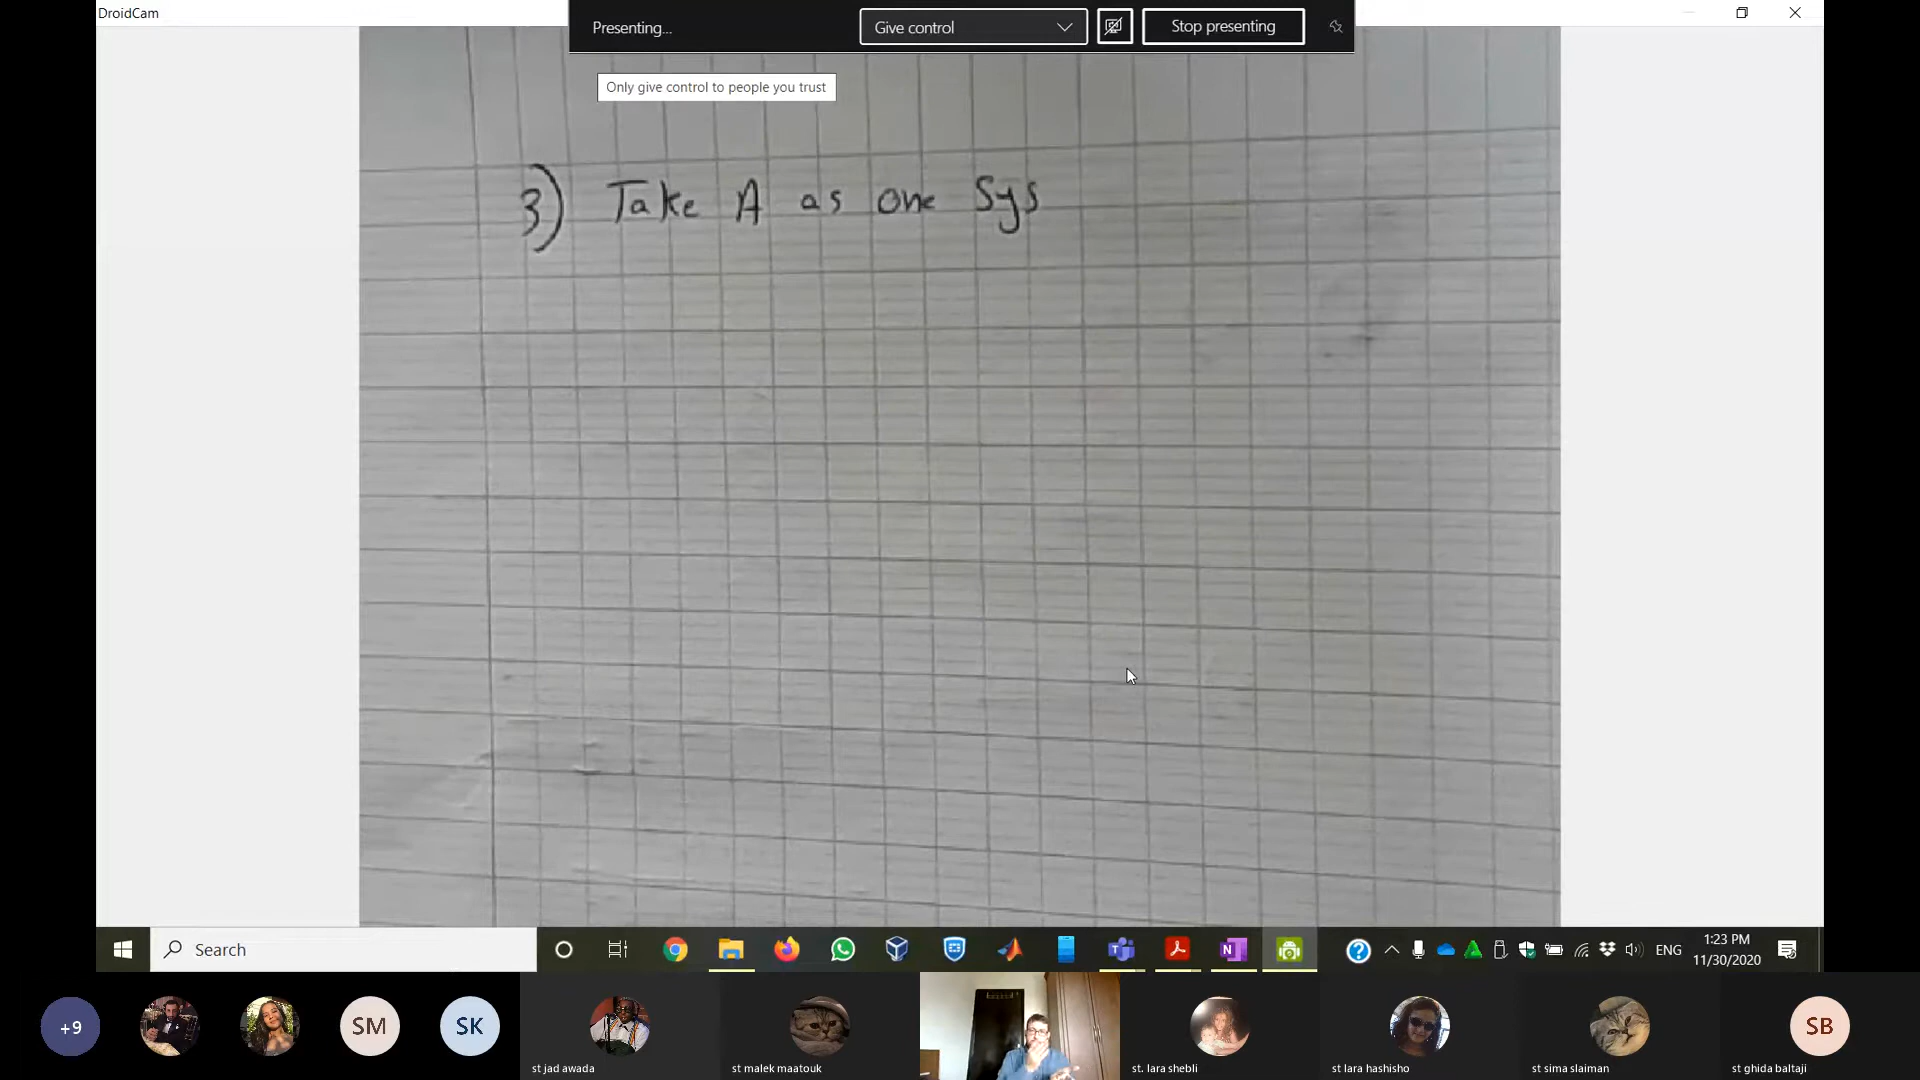 DroidCam
Presenting...
Give control
Stop presenting
Only give control to people you trust
3) Take A as one Sys
Search
ENG
1:23 PM
11/30/2020
+9
SM
SK
st jad awada
st malek maatouk
st. lara shebli
st lara hashisho
st sima slaiman
SB
st ghida baltaji